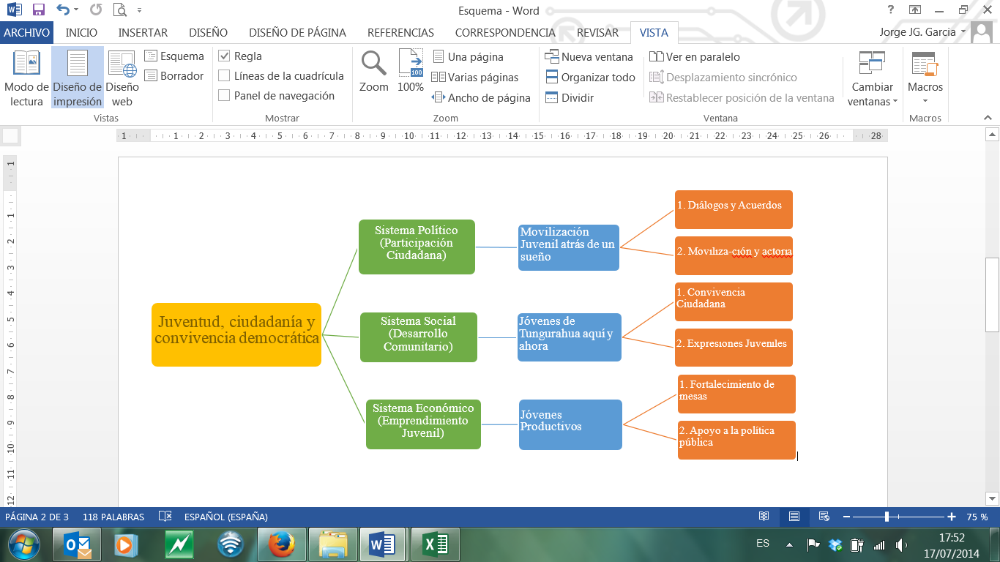 Esquema - Word
?
ARCHIVO INICIO INSERTAR DISEÑO DISEÑO DE PÁGINA REFERENCIAS CORRESPONDENCIA REVISAR VISTA Jorge JG. Garcia
Modo de lectura
Diseño de impresión
Diseño web
Esquema
Borrador
Vistas
Regla
Líneas de la cuadrícula
Panel de navegación
Mostrar
Zoom
100
100%
Una página
Varias páginas
Ancho de página
Zoom
Nueva ventana
Organizar todo
Dividir
Ver en paralelo
Desplazamiento sincrónico
Restablecer posición de la ventana
Cambiar ventanas
Ventana
Macros
Macros
1 1 2 3 4 5 6 7 8 9 10 11 12 13 14 15 16 17 18 19 20 21 22 23 24 25 26 28
1 1 2 3 4 5 6 7 8 9 10 11 12
Juventud, ciudadanía y
convivencia democrática
Sistema Político
(Participación
Ciudadana)
Movilización
Juvenil atrás de un
sueño
1. Diálogos y Acuerdos
2. Moviliza-ción y actoría
Sistema Social
(Desarrollo
Comunitario)
Jóvenes de
Tungurahua aquí y
ahora
1. Convivencia
Ciudadana
2. Expresiones Juveniles
Sistema Económico
(Emprendimiento
Juvenil)
Jóvenes
Productivos
1. Fortalecimiento de
mesas
2. Apoyo a la política
pública
PÁGINA 2 DE 3 118 PALABRAS ESPAÑOL (ESPAÑA) 75 %
ES
17:52
17/07/2014